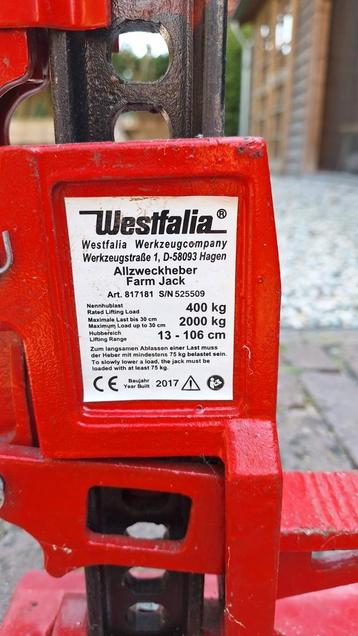 Westfalia®
Westfalia Werkzeugcompany
Werkzeugstraße 1, D-58093 Hagen
Allzweckheber
Farm Jack
Art. 817181 S/N 525509
Nennhublast
Rated Lifting Load 400 kg
Maximale Last bis 30 cm
Maximum Load up to 30 cm 2000 kg
Hubbereich
Lifting Range 13 - 106 cm
Zum langsamen Ablassen einer Last muss
der Heber mit mindestens 75 kg belastet sein.
To slowly lower a load, the jack must be
loaded with at least 75 kg.
CE Baujahr
Year Built 2017